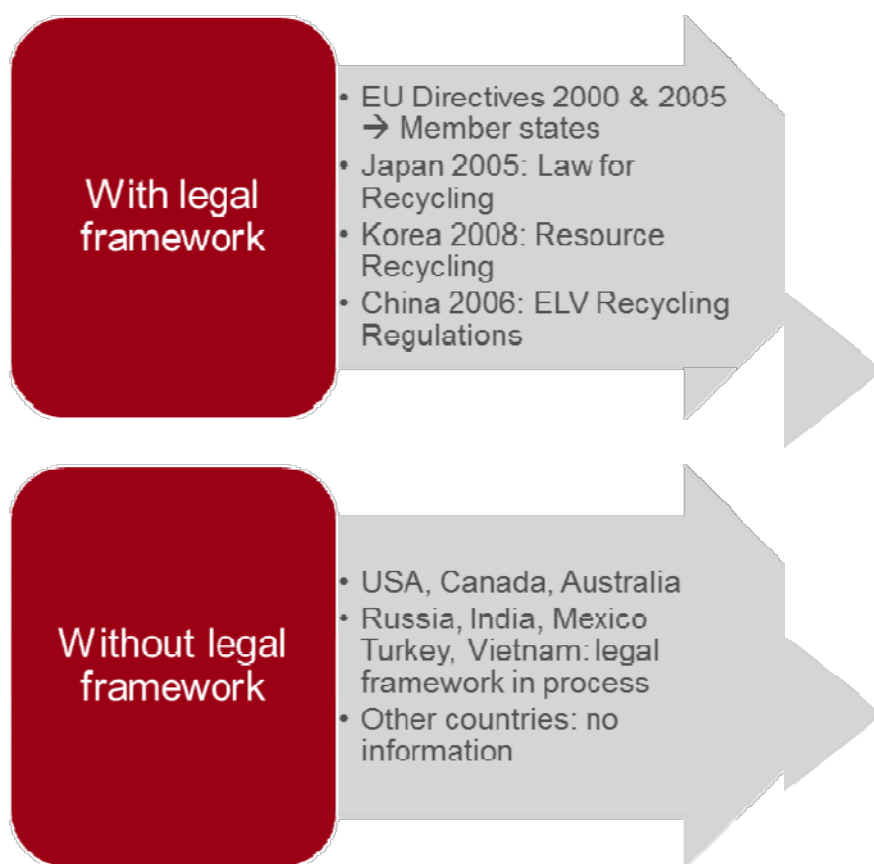 With legal
framework
• EU Directives 2000 & 2005
→ Member states
• Japan 2005: Law for
Recycling
• Korea 2008: Resource
Recycling
• China 2006: ELV Recycling
Regulations
Without legal
framework
• USA, Canada, Australia
• Russia, India, Mexico
Turkey, Vietnam: legal
framework in process
• Other countries: no
information